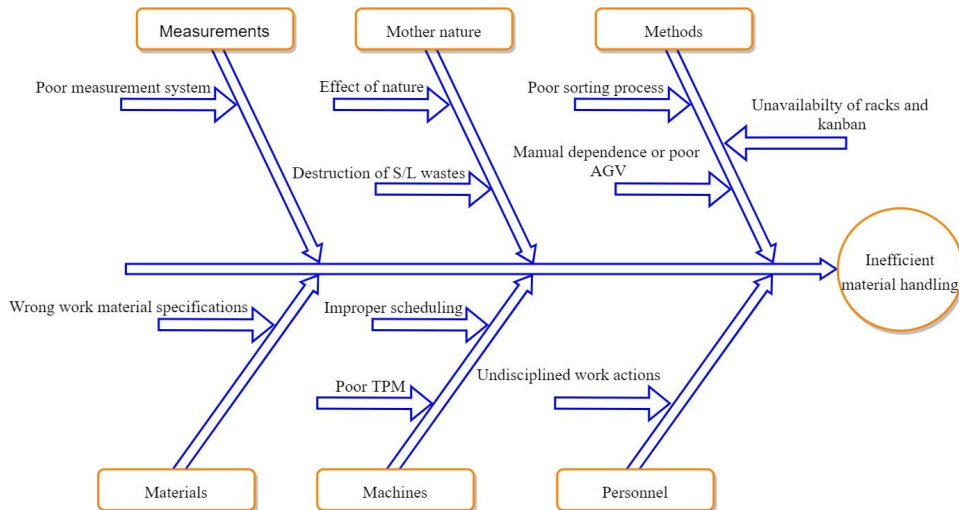 Measurements
Mother nature
Methods
Poor measurement system
Effect of nature
Poor sorting process
Unavailabilty of racks and
kanban
Destruction of S/L wastes
Manual dependence or poor
AGV
Inefficient
material handling
Wrong work material specifications
Improper scheduling
Poor TPM
Undisciplined work actions
Materials
Machines
Personnel